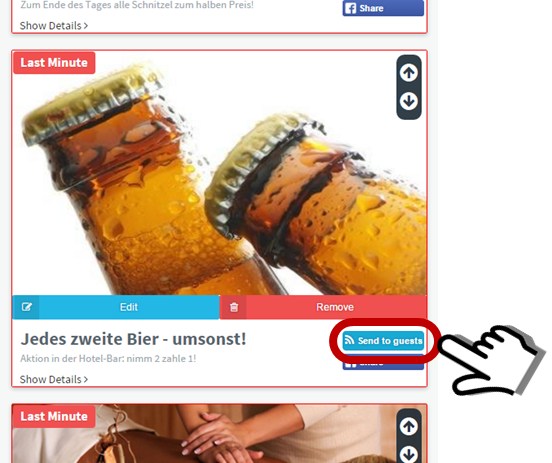 Zum Ende des Tages alle Schnitzel zum halben Preis!
Share
Show Details
Last Minute
Edit
Remove
Jedes zweite Bier - umsonst!
Send to guests
Aktion in der Hotel-Bar: nimm 2 zahle 1!
Share
Show Details
Last Minute